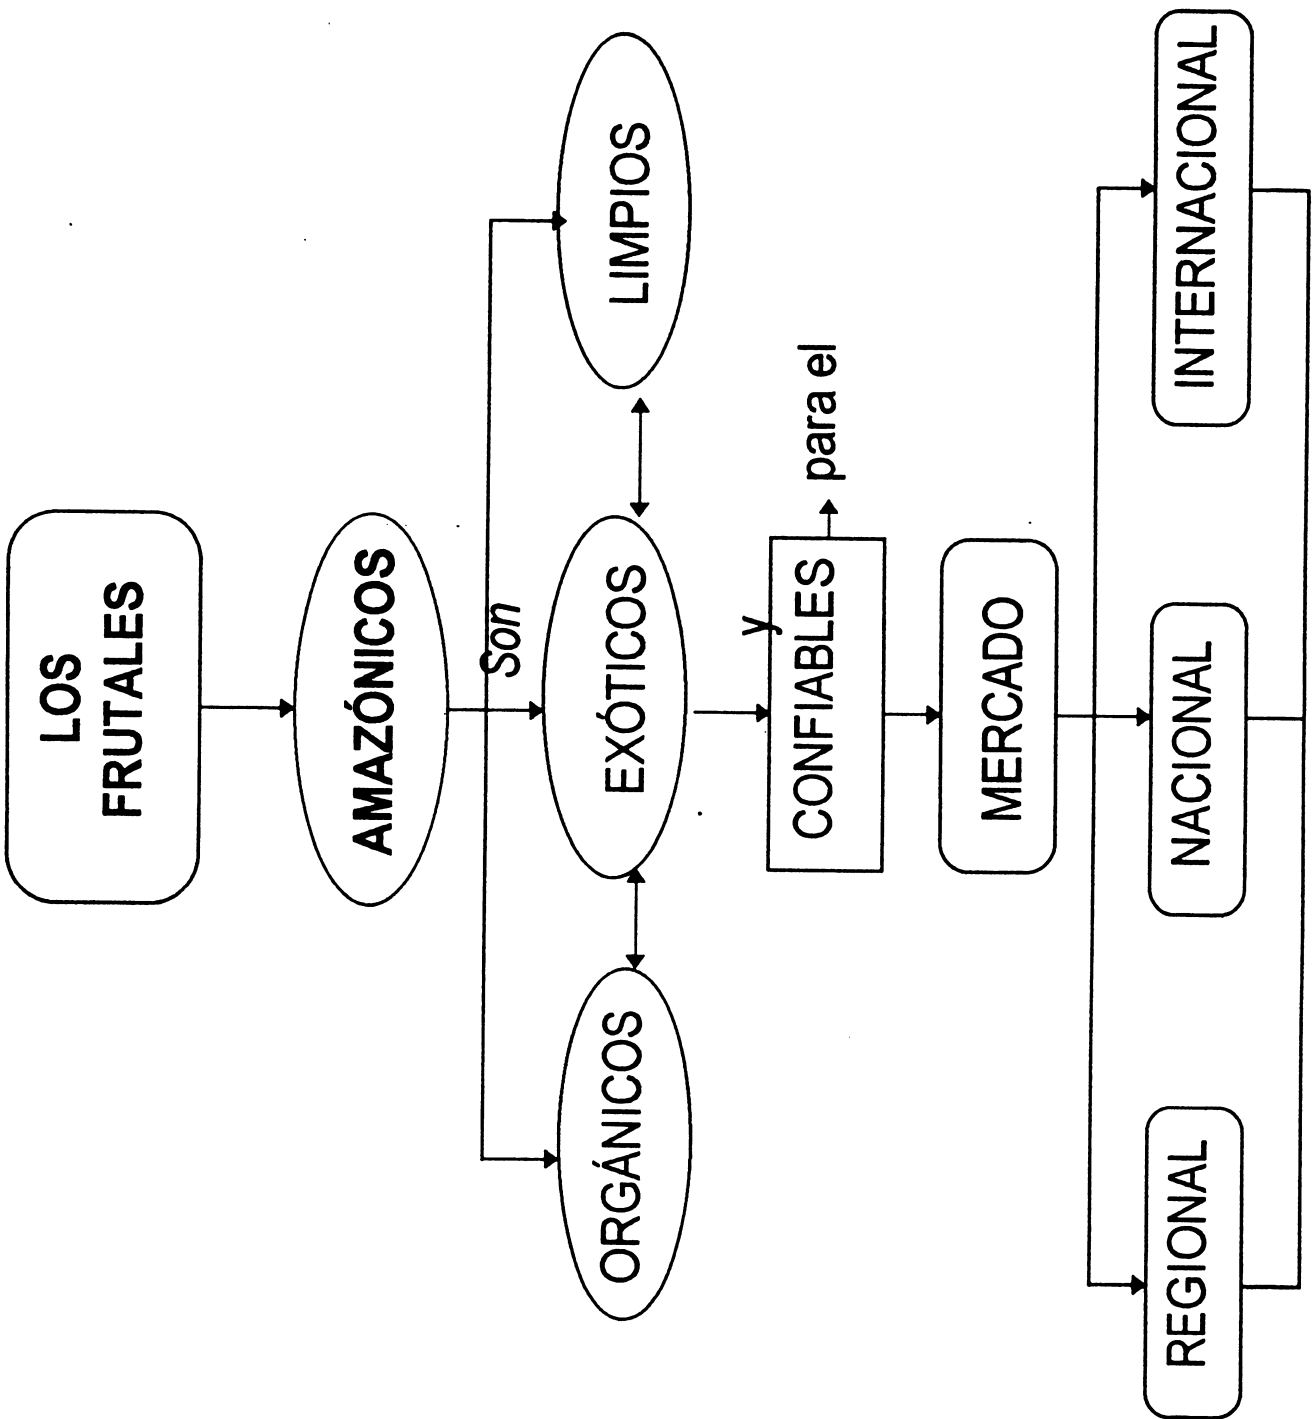 LOS
FRUTALES
AMAZÓNICOS
Son
ORGÁNICOS
EXÓTICOS
LIMPIOS
y
CONFIABLES
para el
MERCADO
REGIONAL
NACIONAL
INTERNACIONAL